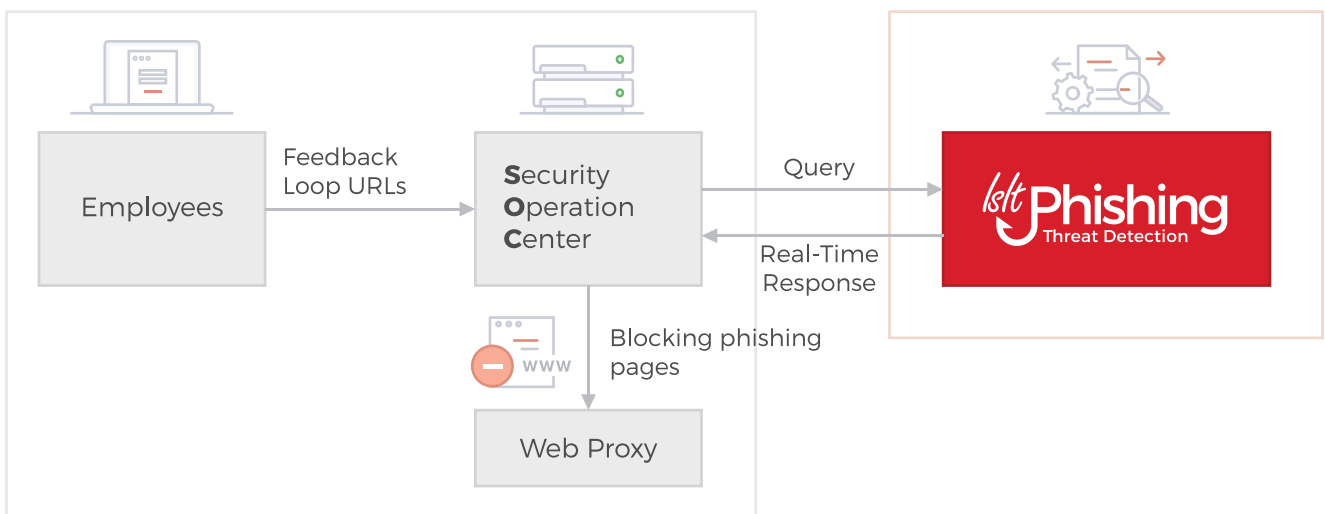 Employees
Feedback
Loop URLs
Security
Operation
Center
Query
Real-Time
Response
IsIt
Phishing
Threat Detection
Blocking phishing
pages
www
Web Proxy